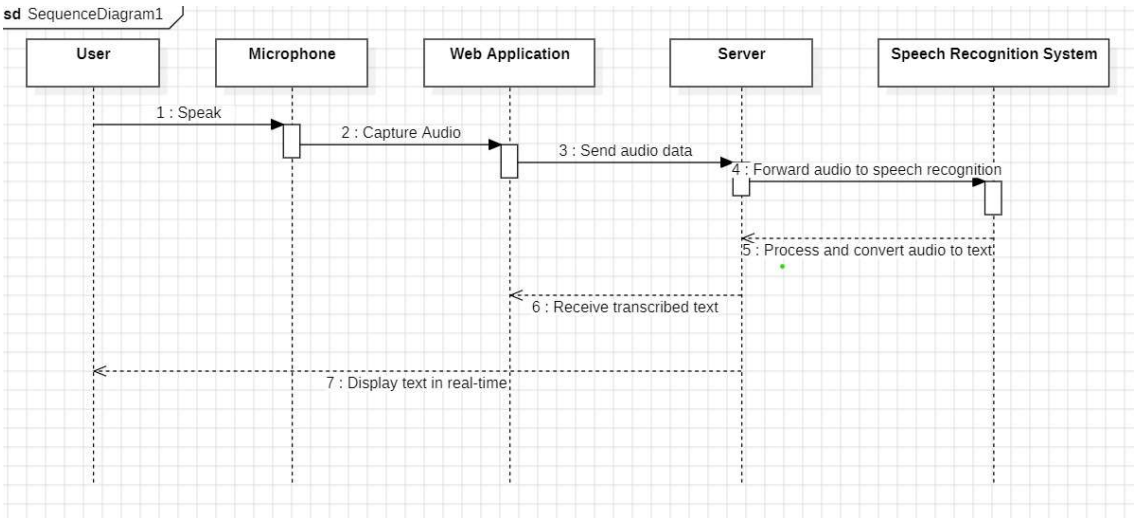 sd SequenceDiagram1
User
Microphone
Web Application
Server
Speech Recognition System
1 : Speak
2 : Capture Audio
3 : Send audio data
4 : Forward audio to speech recognition
5 : Process and convert audio to text
6 : Receive transcribed text
7 : Display text in real-time